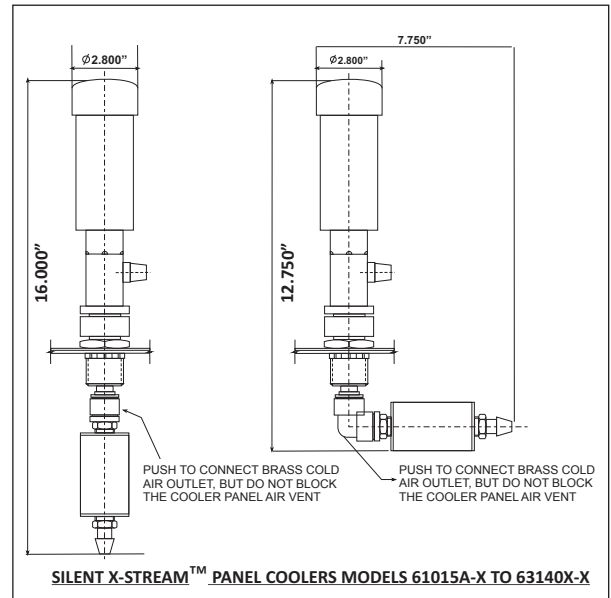 Ø2.800”
7.750”
Ø2.800”
16.000”
12.750”
PUSH TO CONNECT BRASS COLD
AIR OUTLET, BUT DO NOT BLOCK
THE COOLER PANEL AIR VENT
PUSH TO CONNECT BRASS COLD
AIR OUTLET, BUT DO NOT BLOCK
THE COOLER PANEL AIR VENT
SILENT X-STREAM™ PANEL COOLERS MODELS 61015A-X TO 63140X-X